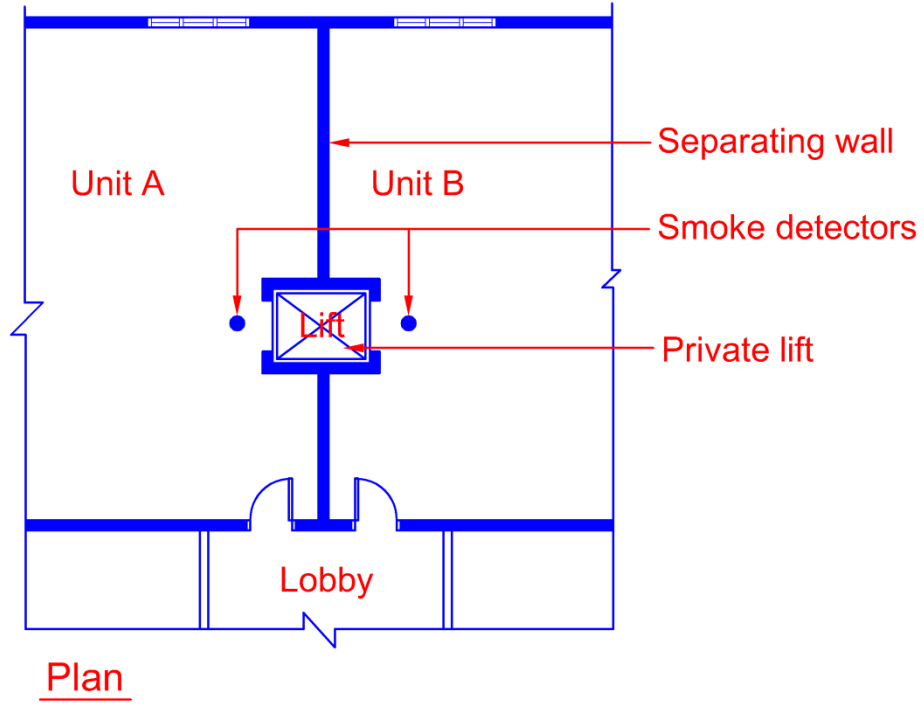 Separating wall
Unit A
Unit B
Smoke detectors
Lift
Private lift
Lobby
Plan